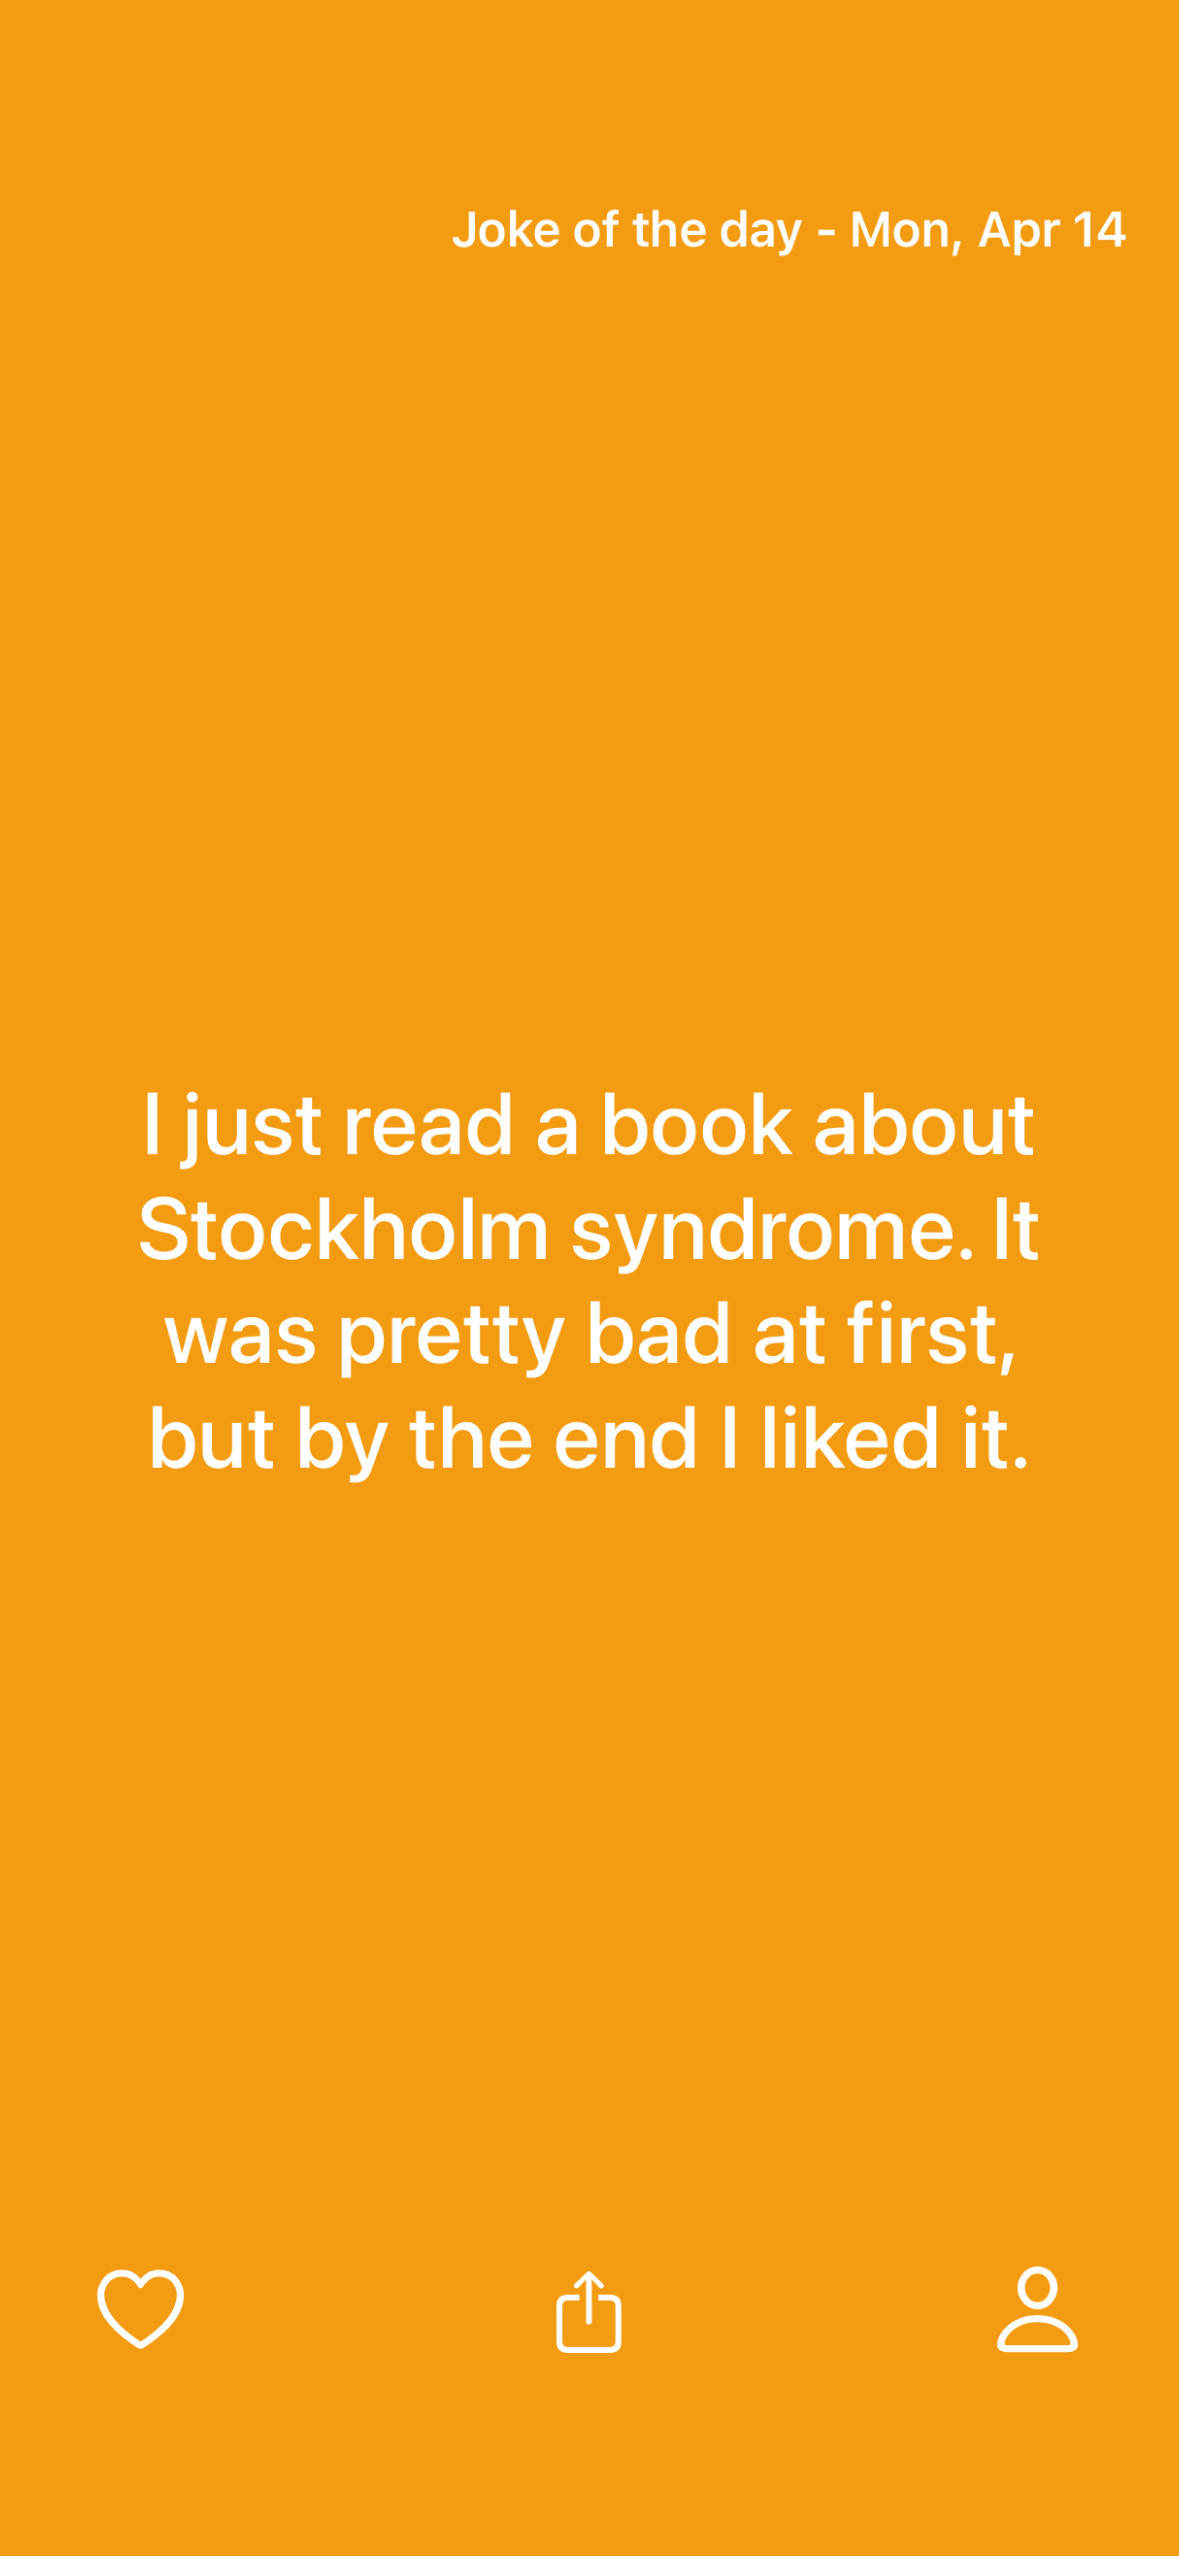 Joke of the day - Mon, Apr 14
I just read a book about
Stockholm syndrome. It
was pretty bad at first,
but by the end I liked it.